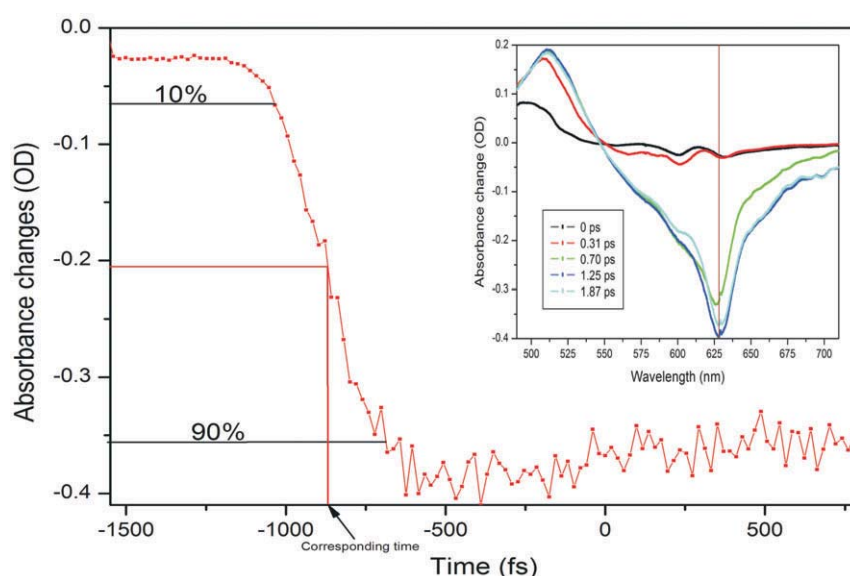 0.0
-0.1
-0.2
-0.3
-0.4
Absorbance changes (OD)
10%
90%
-1500
-1000
-500
0
500
Corresponding time
Time (fs)
0.2
0.1
0.0
-0.1
-0.2
-0.3
-0.4
Absorbance change (OD)
0 ps
0.31 ps
0.70 ps
1.25 ps
1.87 ps
500
525
550
575
600
625
650
675
700
Wavelength (nm)